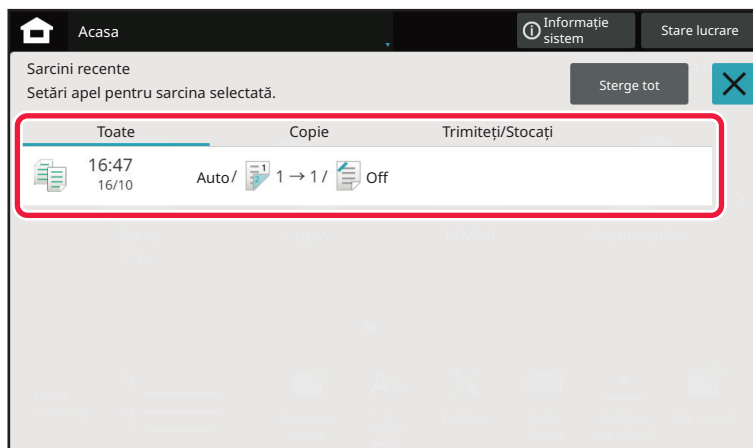 Acasa
Informație
sistem
Stare lucrare
Sarcini recente
Setări apel pentru sarcina selectată.
Sterge tot
Toate Copie Trimiteți/Stocați
16:47
16/10
Auto/ 1 → 1 / Off